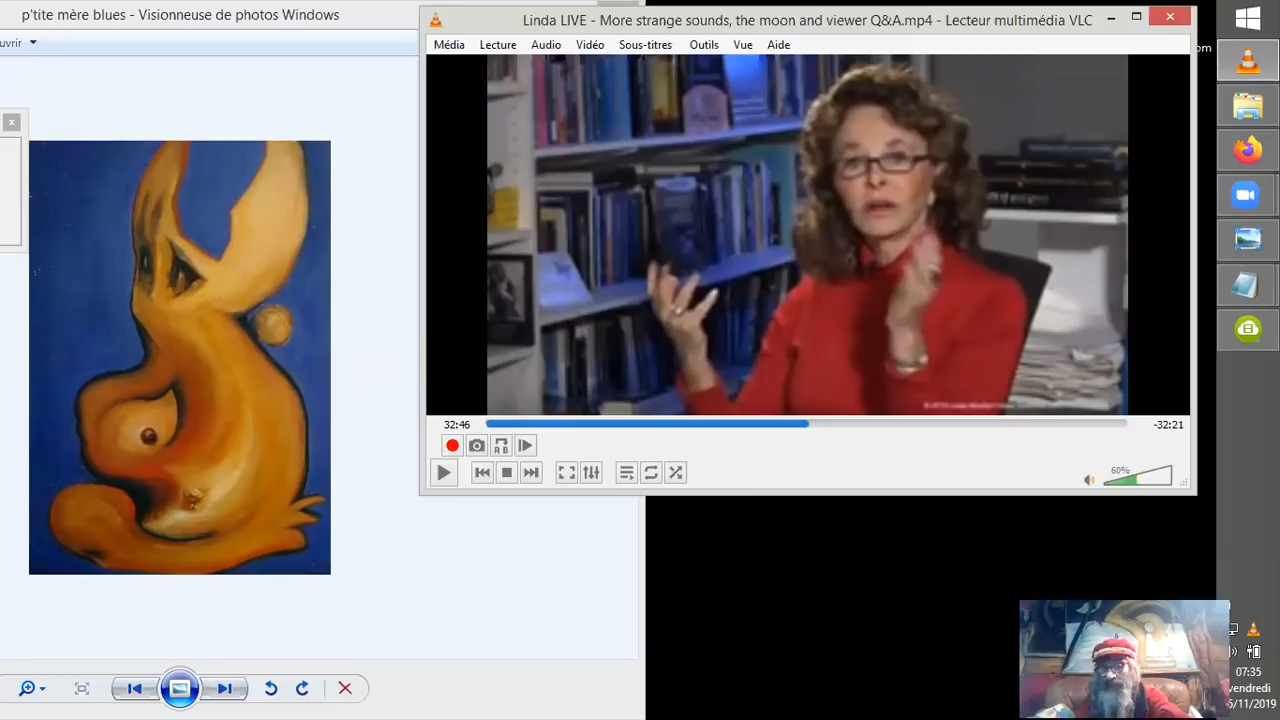 p'tite mère blues - Visionneuse de photos Windows
uvrir
x
Linda LIVE - More strange sounds, the moon and viewer Q&A.mp4 - Lecteur multimédia VLC
Média Lecture Audio Vidéo Sous-titres Outils Vue Aide
om
32:46
-32:21
A B
60%
07:35
vendredi
5/11/2019